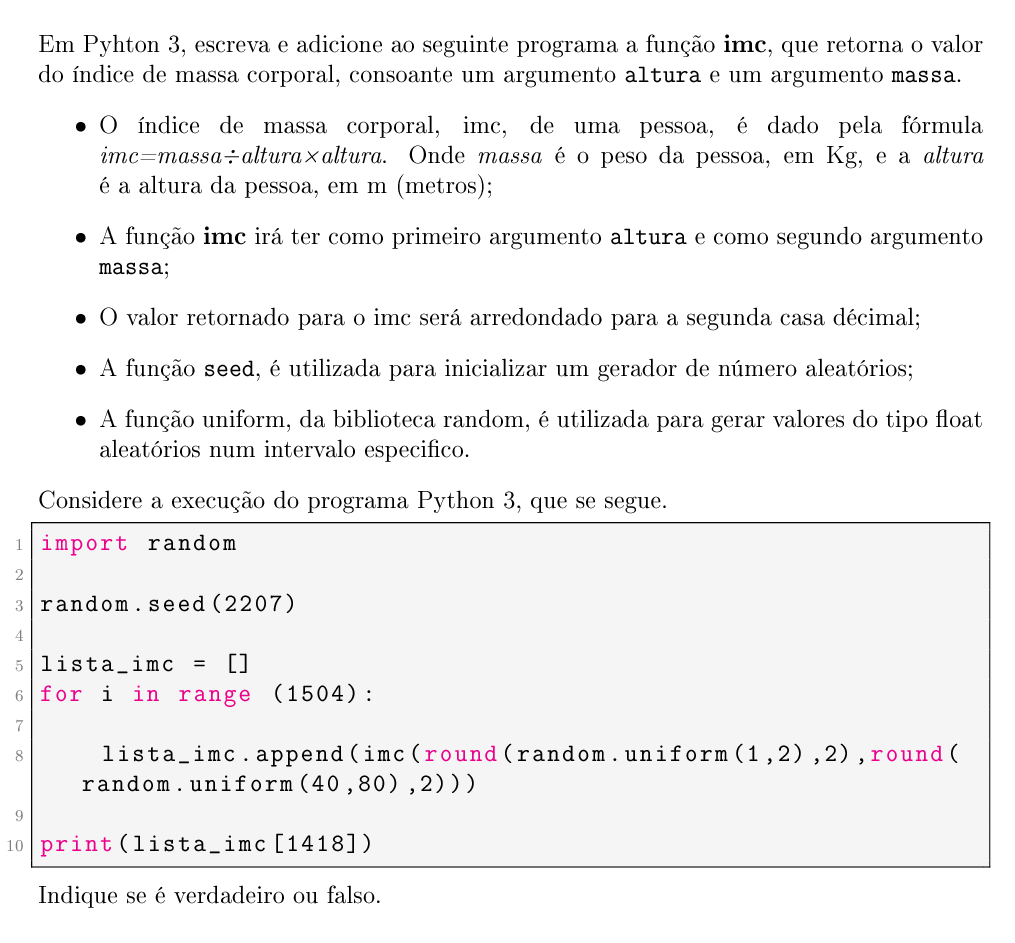 Em Pyhton 3, escreva e adicione ao seguinte programa a função imc, que retorna o valor
do índice de massa corporal, consoante um argumento altura e um argumento massa.
• O índice de massa corporal, imc, de uma pessoa, é dado pela fórmula
imc=massa÷altura×altura. Onde massa é o peso da pessoa, em Kg, e a altura
é a altura da pessoa, em m (metros);
• A função imc irá ter como primeiro argumento altura e como segundo argumento
massa;
• O valor retornado para o imc será arredondado para a segunda casa décimal;
• A função seed, é utilizada para inicializar um gerador de número aleatórios;
• A função uniform, da biblioteca random, é utilizada para gerar valores do tipo float
aleatórios num intervalo especifico.
Considere a execução do programa Python 3, que se segue.
1 import random
2
3 random.seed(2207)
4
5 lista_imc = []
6 for i in range (1504):
7
8 lista_imc.append(imc(round(random.uniform(1,2),2),round(
random.uniform(40,80),2)))
9
10 print(lista_imc[1418])
Indique se é verdadeiro ou falso.